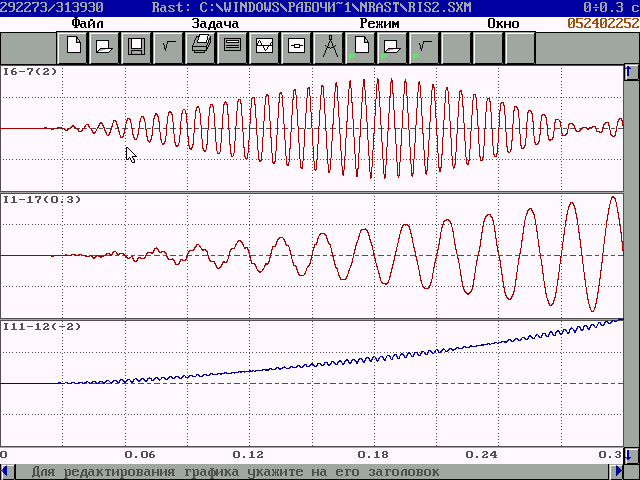 292273/313930 Rast: C:\WINDOWS\РАБОЧИ~1\NRAST\RIS2.SXM 0÷0.3 с
Файл Задача Режим Окно 052402252
I6-7(2)
I1-17(0.3)
I11-12(-2)
0 0.06 0.12 0.18 0.24 0.3
Для редактирования графика укажите на его заголовок